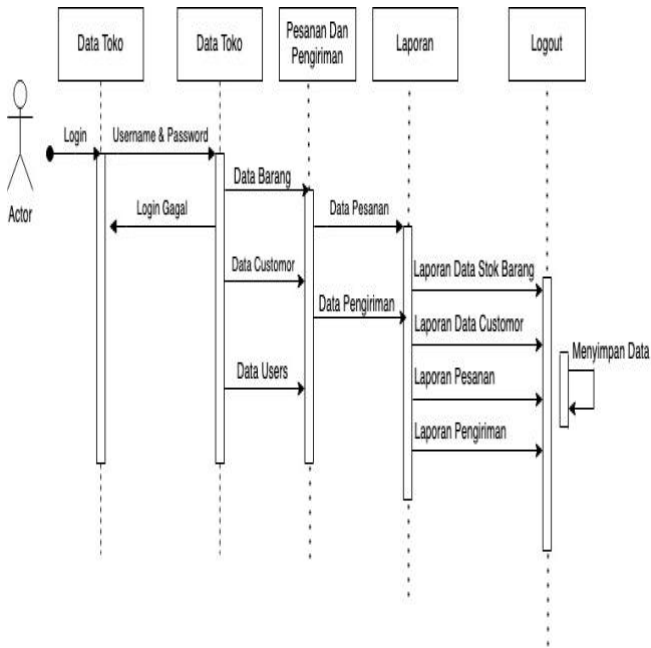 Data Toko
Data Toko
Pesanan Dan
Pengiriman
Laporan
Logout
Login
Username & Password
Actor
Data Barang
Login Gagal
Data Pesanan
Data Customor
Laporan Data Stok Barang
Data Pengiriman
Laporan Data Customor
Menyimpan Data
Data Users
Laporan Pesanan
Laporan Pengiriman